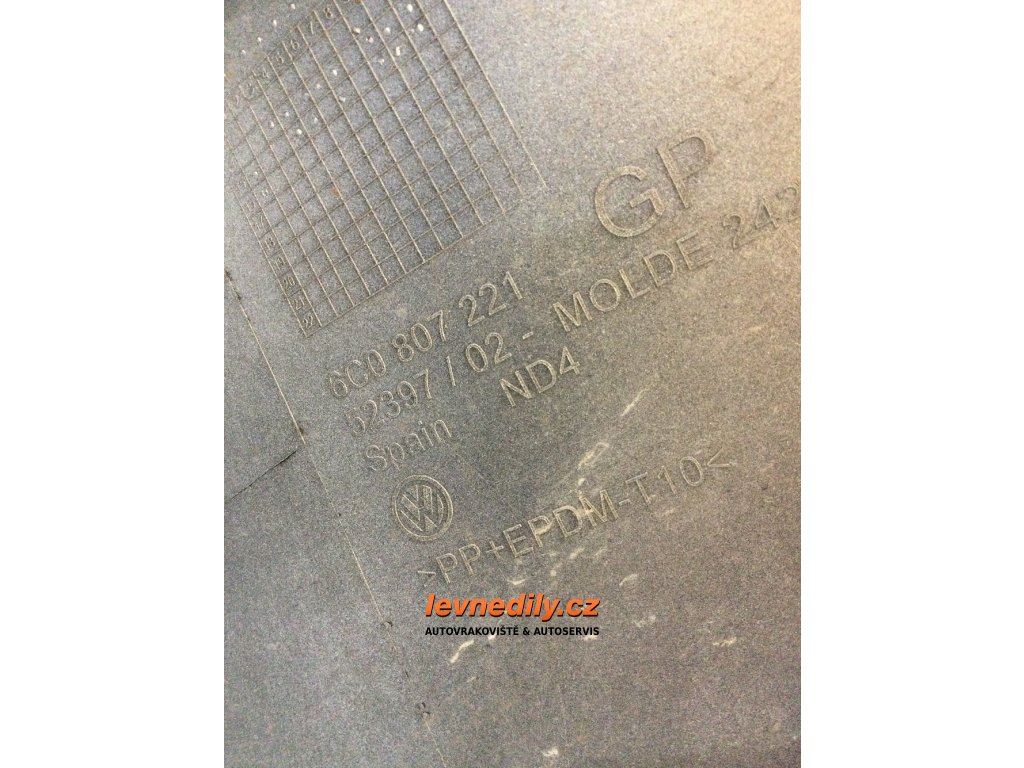 GP
6C0 807 221
52397 / 02 - MOLDE 242
ND4
Spain
>PP+EPDM-T10<
levnedily.cz
AUTOVRAKOVIŠTĚ & AUTOSERVIS